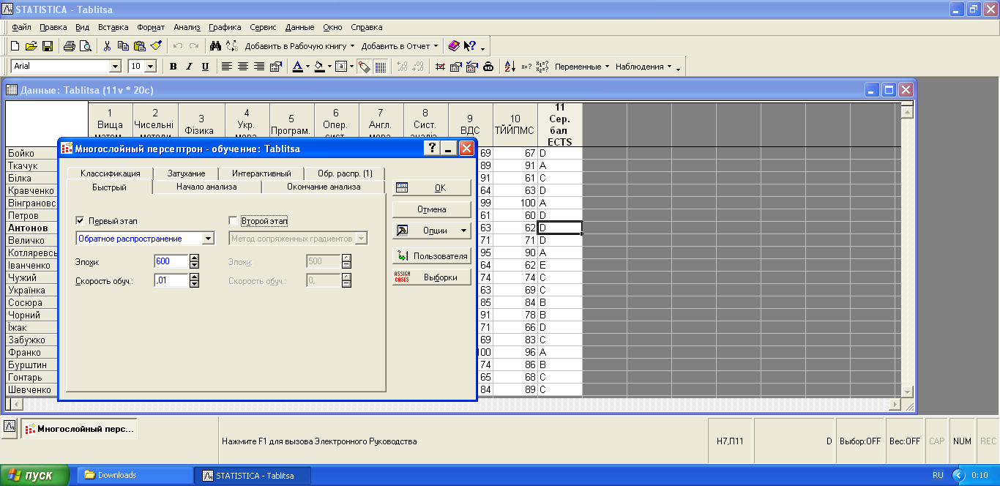 STATISTICA - Tablitsa
Файл Правка Вид Вставка Формат Анализ Графика Сервис Данные Окно Справка
Добавить в Рабочую книгу Добавить в Отчет
Arial 10 B I U Переменные Наблюдения
Данные: Tablitsa (11v * 20c)
1 2 3 4 5 6 7 8 9 10 11
Вища Чисельні Фізика Укр. Програм. Опер. Англ. Сист. ВДС ТЙЙПМС Сер. бал ECTS
Многослойный персептрон - обучение: Tablitsa
Классификация Затухание Интерактивный Обр. распр. (1)
Быстрый Начало анализа Окончание анализа
Первый этап Второй этап
Обратное распространение Метод сопряженных градиентов
Эпохи: 600 Эпохи: 500
Скорость обуч.: ,01 Скорость обуч.: 0,
OK
Отмена
Опции
Пользователя
ASSIGN CASES Выборки
Бойко 69 67 D
Ткачук 89 91 A
Білка 91 61 C
Кравченко 64 63 D
Вінграновс 99 100 A
Петров 61 60 D
Антонов 63 62 D
Величко 71 71 D
Котляревсь 95 90 A
Іванченко 64 62 E
Чужий 74 74 C
Українка 63 69 C
Сосюра 85 84 B
Чорний 91 78 B
Їжак 71 66 D
Забужко 69 83 C
Франко 100 96 A
Бурштин 74 86 B
Гонтарь 65 68 C
Шевченко 84 89 C
Многослойный перс...
Нажмите F1 для вызова Электронного Руководства
Н7,П11 D Выбор:OFF Вес:OFF CAP NUM REC
пуск Downloads STATISTICA - Tablitsa RU 0:10